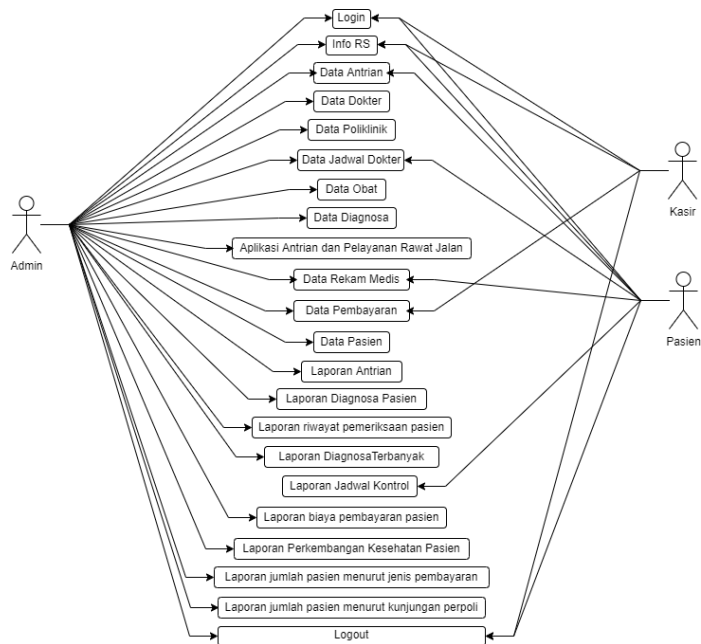 Login
Info RS
Data Antrian
Data Dokter
Data Poliklinik
Data Jadwal Dokter
Data Obat
Kasir
Data Diagnosa
Aplikasi Antrian dan Pelayanan Rawat Jalan
Admin
Data Rekam Medis
Data Pembayaran
Data Pasien
Pasien
Laporan Antrian
Laporan Diagnosa Pasien
Laporan riwayat pemeriksaan pasien
Laporan DiagnosaTerbanyak
Laporan Jadwal Kontrol
Laporan biaya pembayaran pasien
Laporan Perkembangan Kesehatan Pasien
Laporan jumlah pasien menurut jenis pembayaran
Laporan jumlah pasien menurut kunjungan perpoli
Logout